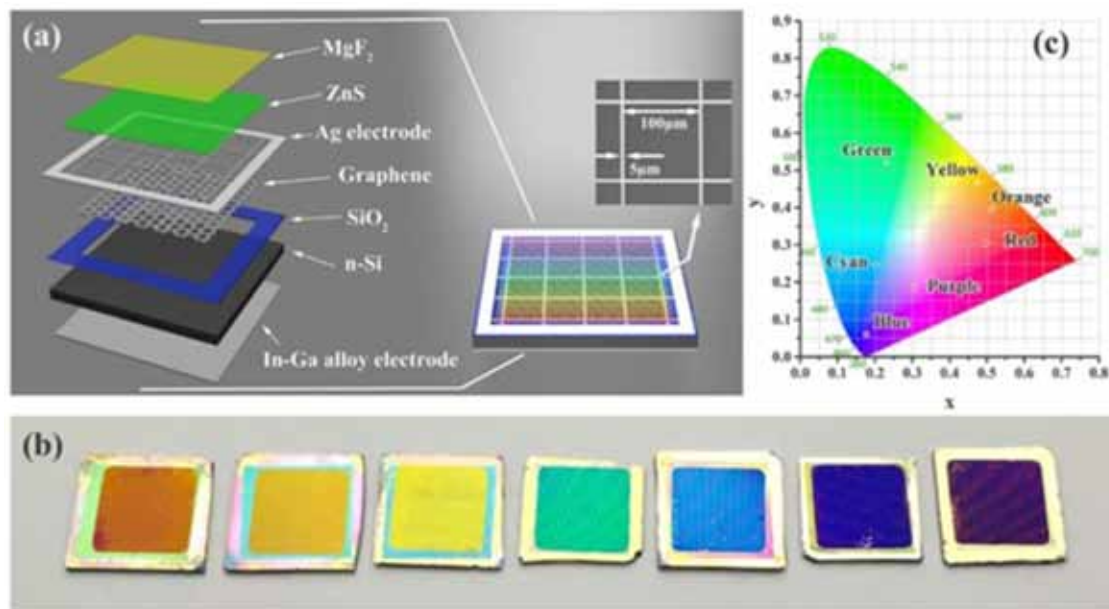 (a)
MgF₂
ZnS
Ag electrode
Graphene
SiO₂
n-Si
In-Ga alloy electrode
100μm
5μm
(c)
0.9
0.8
0.7
0.6
0.5
0.4
0.3
0.2
0.1
0.0
y
540
Green
Yellow
Orange
Red
Cyan
Purple
Blue
0.0 0.1 0.2 0.3 0.4 0.5 0.6 0.7 0.8
x
(b)